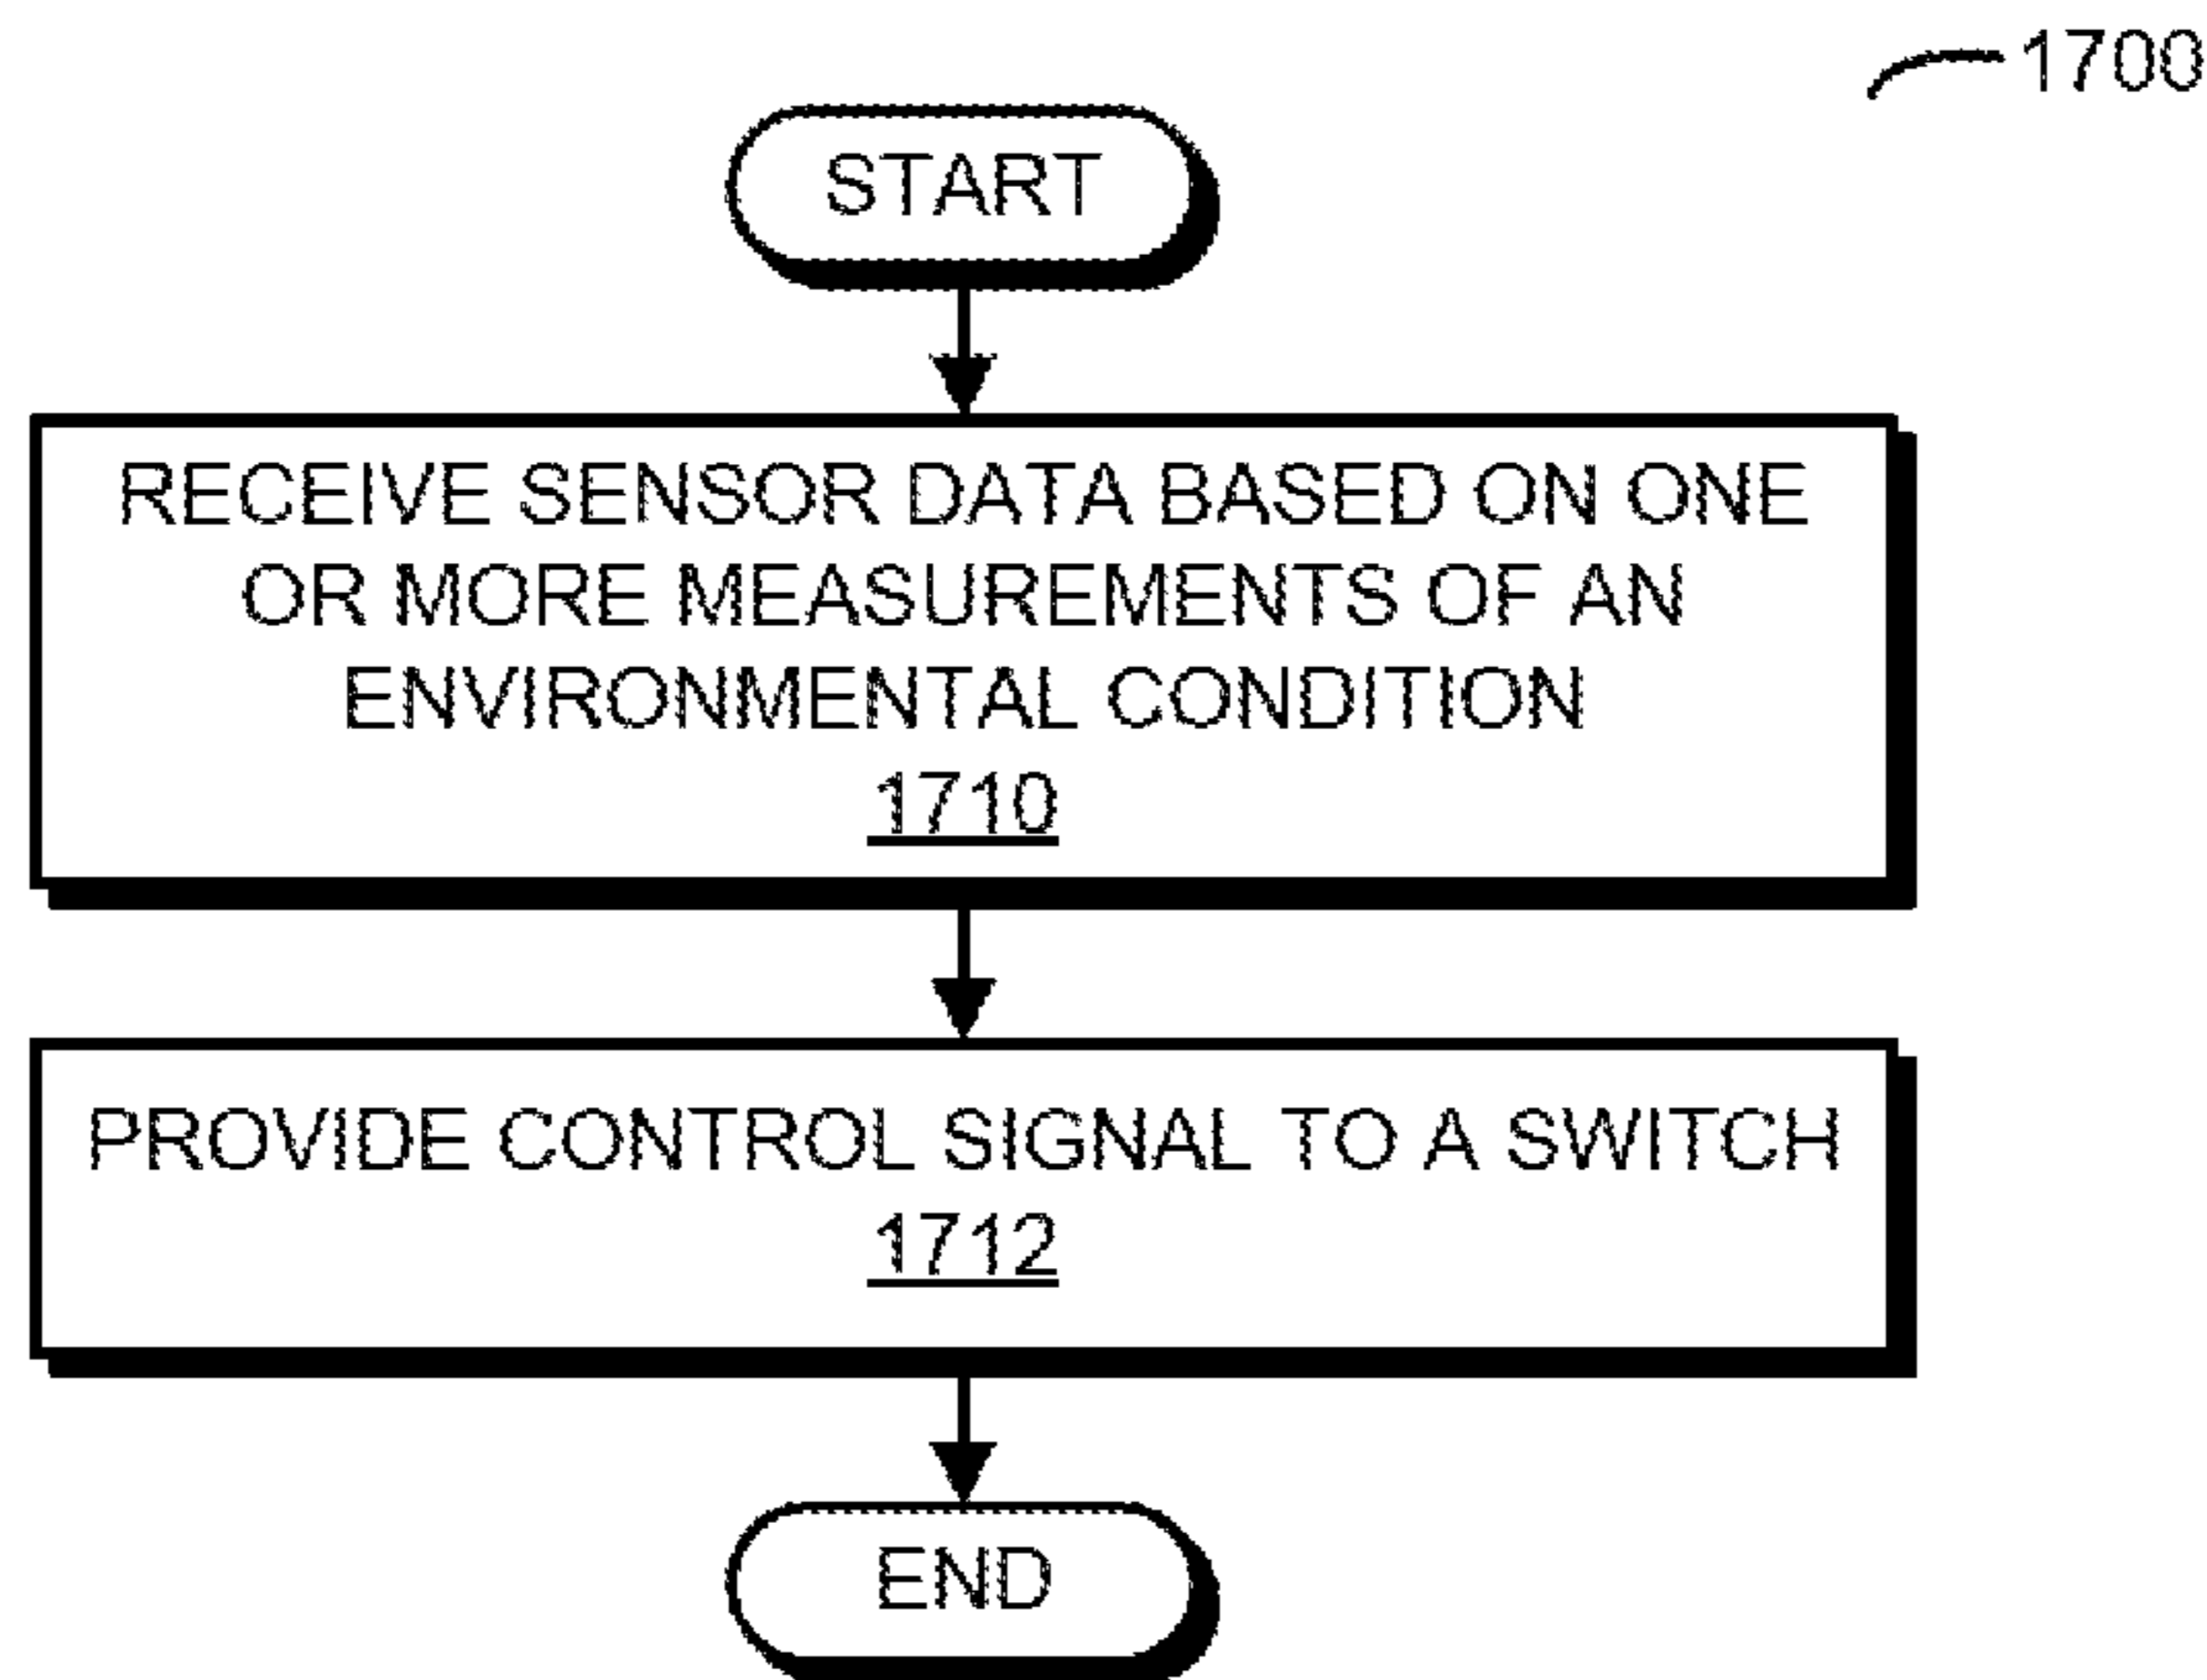 1700
START
RECEIVE SENSOR DATA BASED ON ONE
OR MORE MEASUREMENTS OF AN
ENVIRONMENTAL CONDITION
1710
PROVIDE CONTROL SIGNAL TO A SWITCH
1712
END